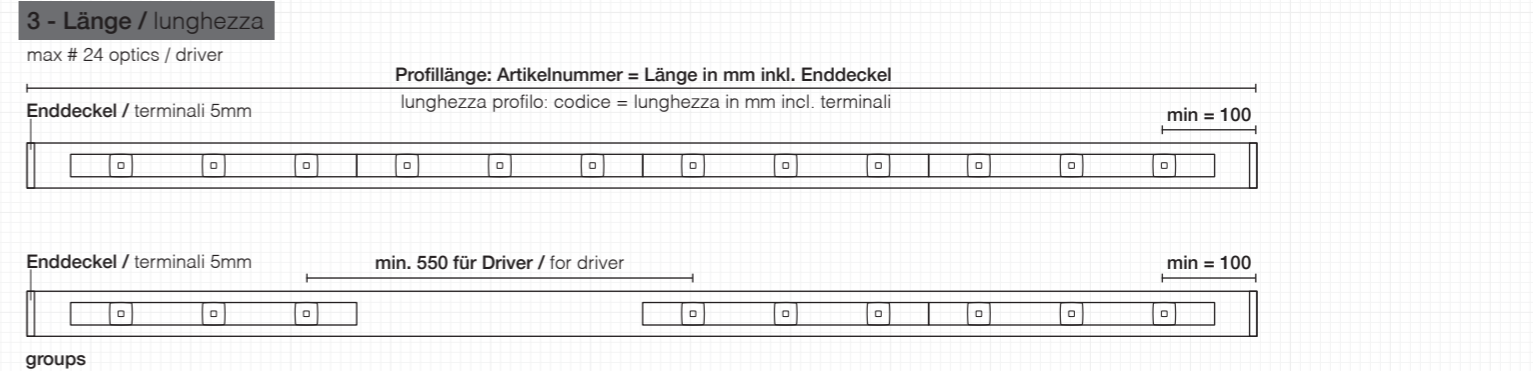 3 - Länge / lunghezza
max # 24 optics / driver
Profillänge: Artikelnummer = Länge in mm inkl. Enddeckel
lunghezza profilo: codice = lunghezza in mm incl. terminali
Enddeckel / terminali 5mm
min = 100
Enddeckel / terminali 5mm
min. 550 für Driver / for driver
min = 100
groups